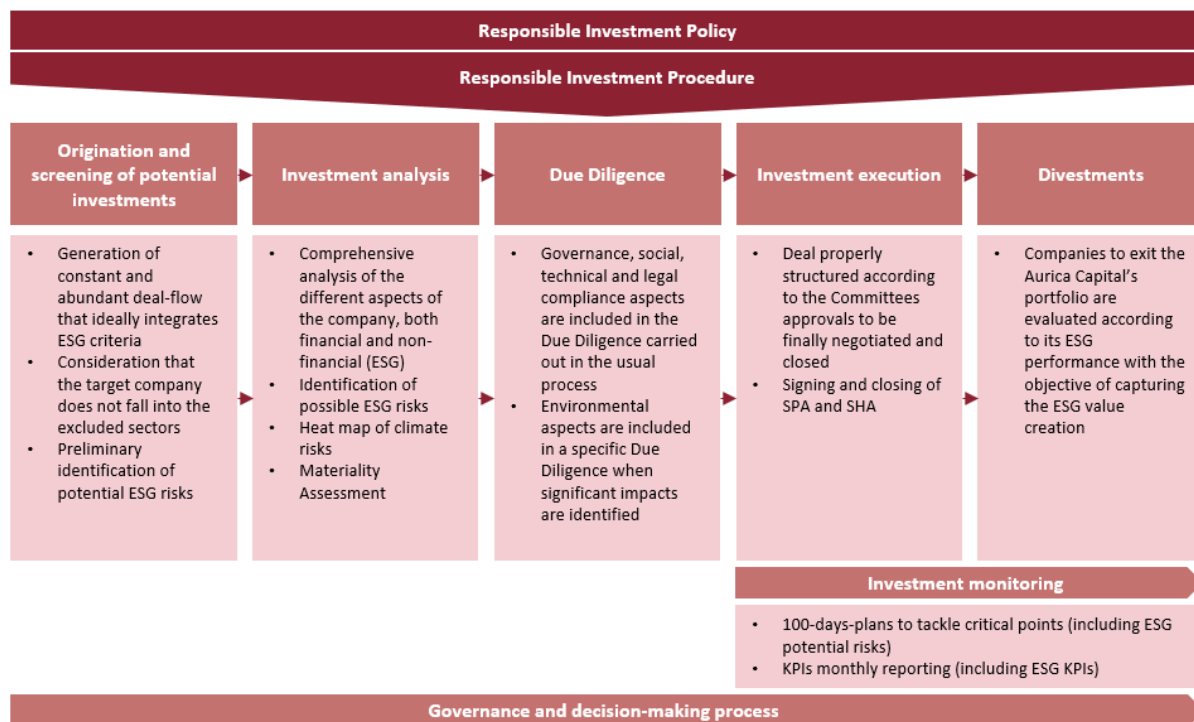 Responsible Investment Policy
Responsible Investment Procedure
Origination and
screening of potential
investments
• Generation of
constant and
abundant deal-flow
that ideally integrates
ESG criteria
• Consideration that
the target company
does not fall into the
excluded sectors
• Preliminary
identification of
potential ESG risks
Investment analysis
• Comprehensive
analysis of the
different aspects of
the company, both
financial and non-
financial (ESG)
• Identification of
possible ESG risks
• Heat map of climate
risks
• Materiality
Assessment
Due Diligence
• Governance, social,
technical and legal
compliance aspects
are included in the
Due Diligence carried
out in the usual
process
• Environmental
aspects are included
in a specific Due
Diligence when
significant impacts
are identified
Investment execution
• Deal properly
structured according
to the Committees
approvals to be
finally negotiated and
closed
• Signing and closing of
SPA and SHA
Divestments
• Companies to exit the
Aurica Capital’s
portfolio are
evaluated according
to its ESG
performance with the
objective of capturing
the ESG value
creation
Investment monitoring
• 100-days-plans to tackle critical points (including ESG
potential risks)
• KPIs monthly reporting (including ESG KPIs)
Governance and decision-making process